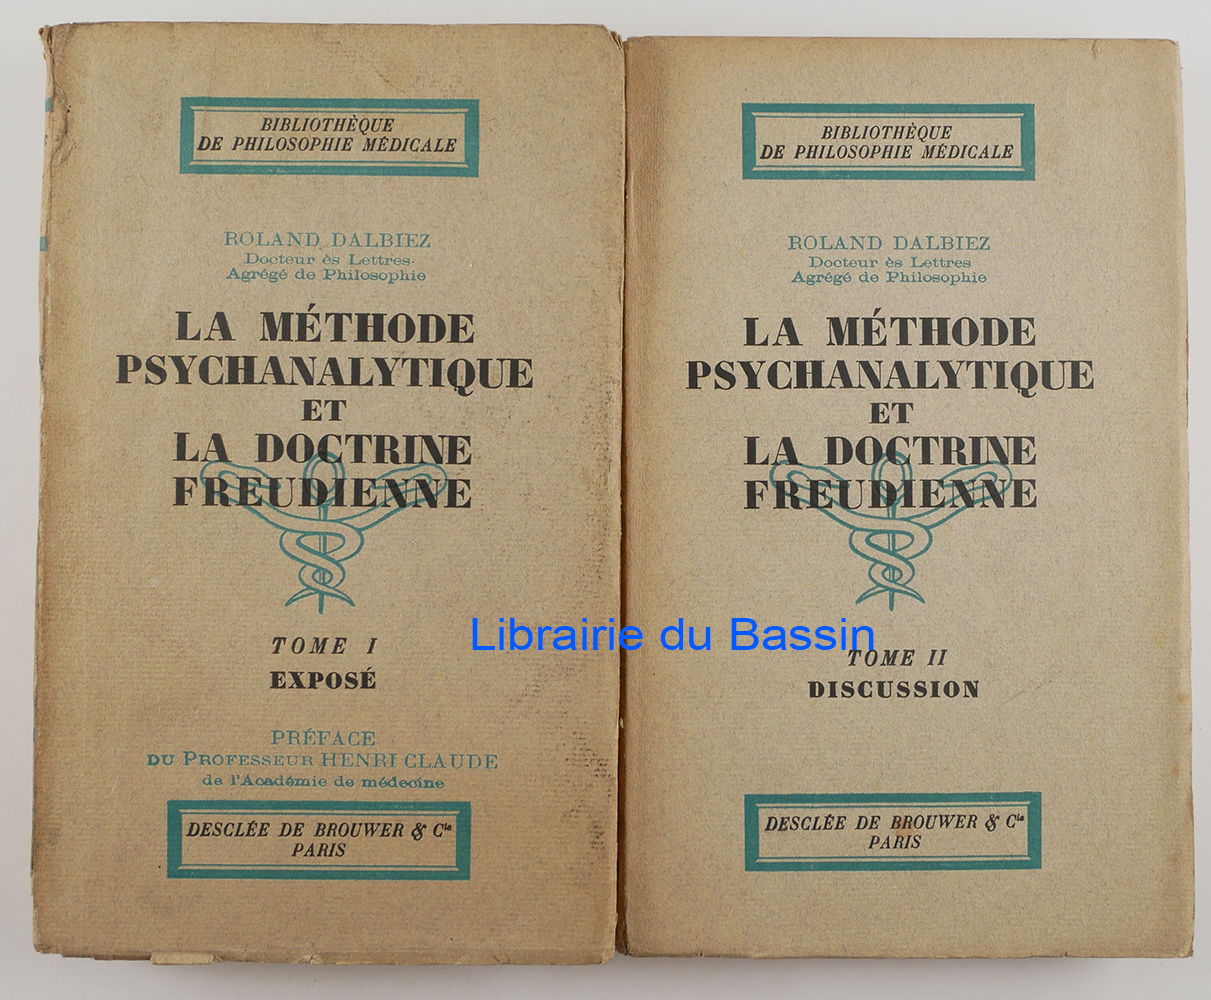 BIBLIOTHÈQUE
DE PHILOSOPHIE MÉDICALE
ROLAND DALBIEZ
Docteur ès Lettres
Agrégé de Philosophie
LA MÉTHODE
PSYCHANALYTIQUE
ET
LA DOCTRINE
FREUDIENNE
TOME I
EXPOSÉ
PRÉFACE
DU PROFESSEUR HENRI CLAUDE
de l'Académie de médecine
DESCLÉE DE BROUWER & Cie
PARIS
BIBLIOTHÈQUE
DE PHILOSOPHIE MÉDICALE
ROLAND DALBIEZ
Docteur ès Lettres
Agrégé de Philosophie
LA MÉTHODE
PSYCHANALYTIQUE
ET
LA DOCTRINE
FREUDIENNE
TOME II
DISCUSSION
DESCLÉE DE BROUWER & Cie
PARIS
Librairie du Bassin